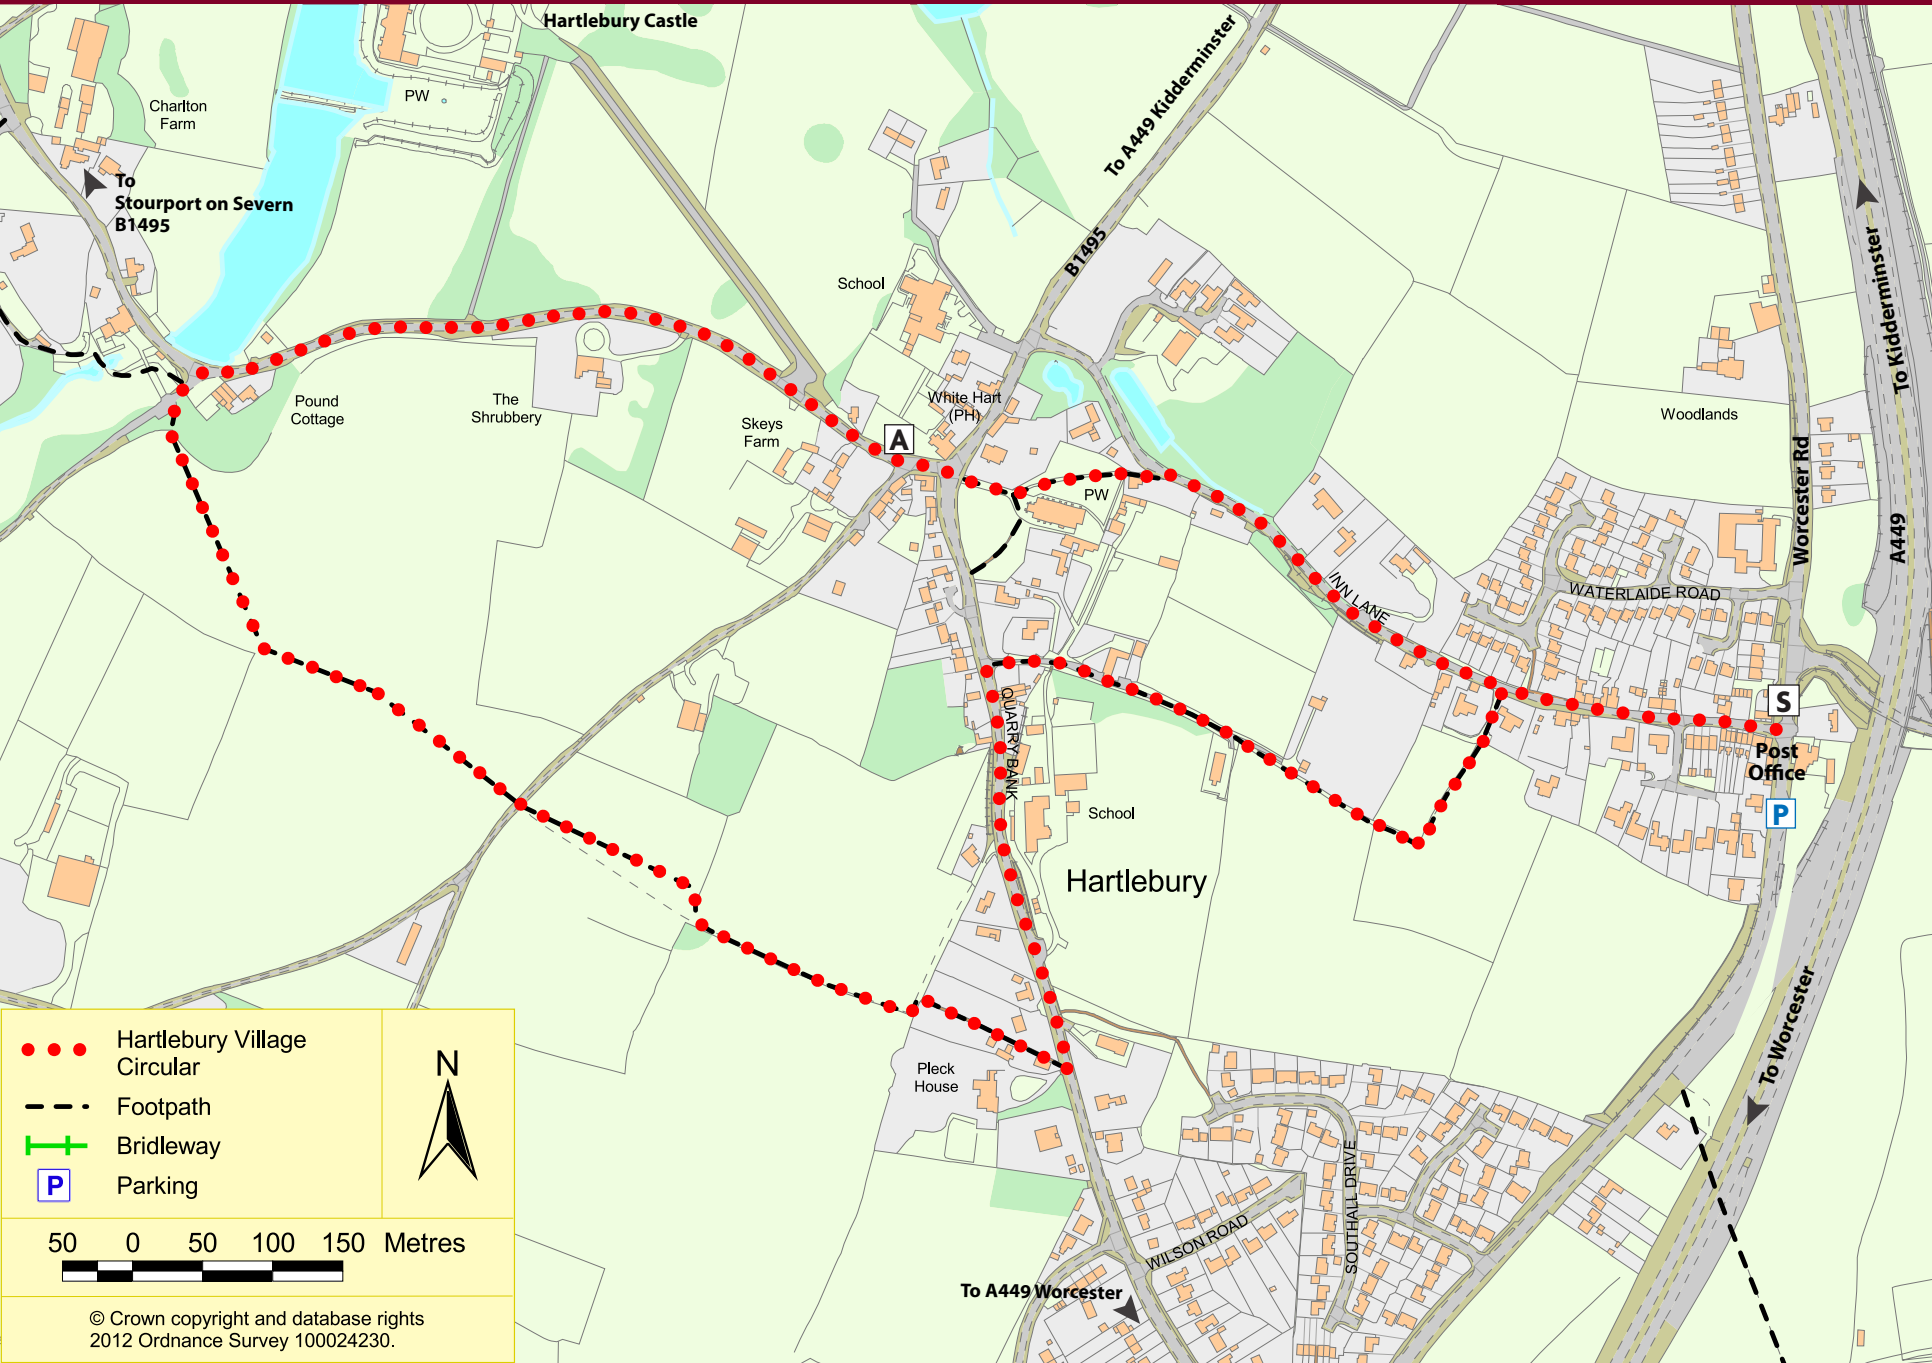 Hartlebury Castle
PW
Charlton
Farm
To
Stourport on Severn
B1495
To A449 Kidderminster
B1495
School
To Kidderminster
White Hart
(PH)
Pound
Cottage
The
Shrubbery
Skeys
Farm
A
PW
Woodlands
Worcester Rd
A449
INN LANE
WATERLAIDE ROAD
S
Post
Office
P
QUARRY BANK
School
Hartlebury
Pleck
House
To Worcester
SOUTHALL DRIVE
WILSON ROAD
To A449 Worcester
Hartlebury Village
Circular
Footpath
Bridleway
P Parking
N
50 0 50 100 150 Metres
© Crown copyright and database rights
2012 Ordnance Survey 100024230.